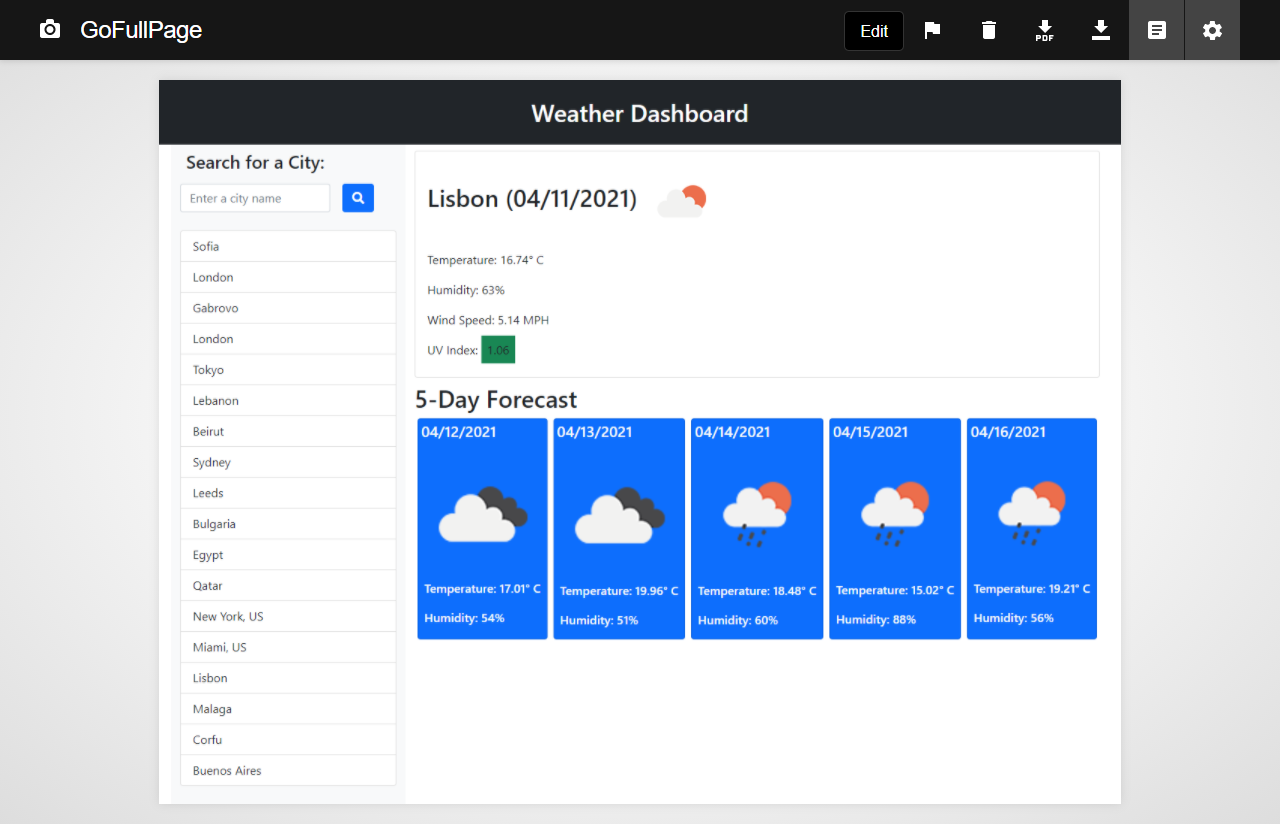 GoFullPage
Edit
PDF
Weather Dashboard
Search for a City:
Enter a city name
Sofia
London
Gabrovo
London
Tokyo
Lebanon
Beirut
Sydney
Leeds
Bulgaria
Egypt
Qatar
New York, US
Miami, US
Lisbon
Malaga
Corfu
Buenos Aires
Lisbon (04/11/2021)
Temperature: 16.74° C
Humidity: 63%
Wind Speed: 5.14 MPH
UV Index: 1.06
5-Day Forecast
04/12/2021
Temperature: 17.01° C
Humidity: 54%
04/13/2021
Temperature: 19.96° C
Humidity: 51%
04/14/2021
Temperature: 18.48° C
Humidity: 60%
04/15/2021
Temperature: 15.02° C
Humidity: 88%
04/16/2021
Temperature: 19.21° C
Humidity: 56%